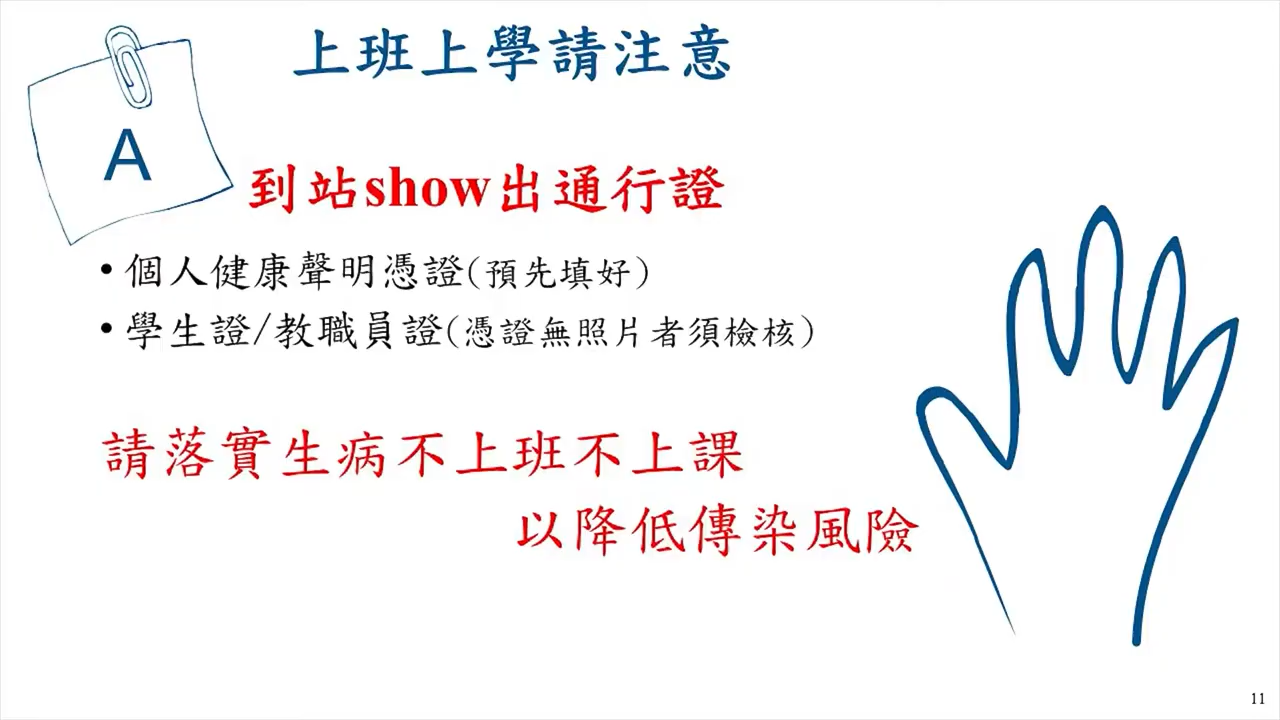 上班上學請注意
A
到站show出通行證
• 個人健康聲明憑證(預先填好)
• 學生證/教職員證(憑證無照片者須檢核)
請落實生病不上班不上課
以降低傳染風險
11